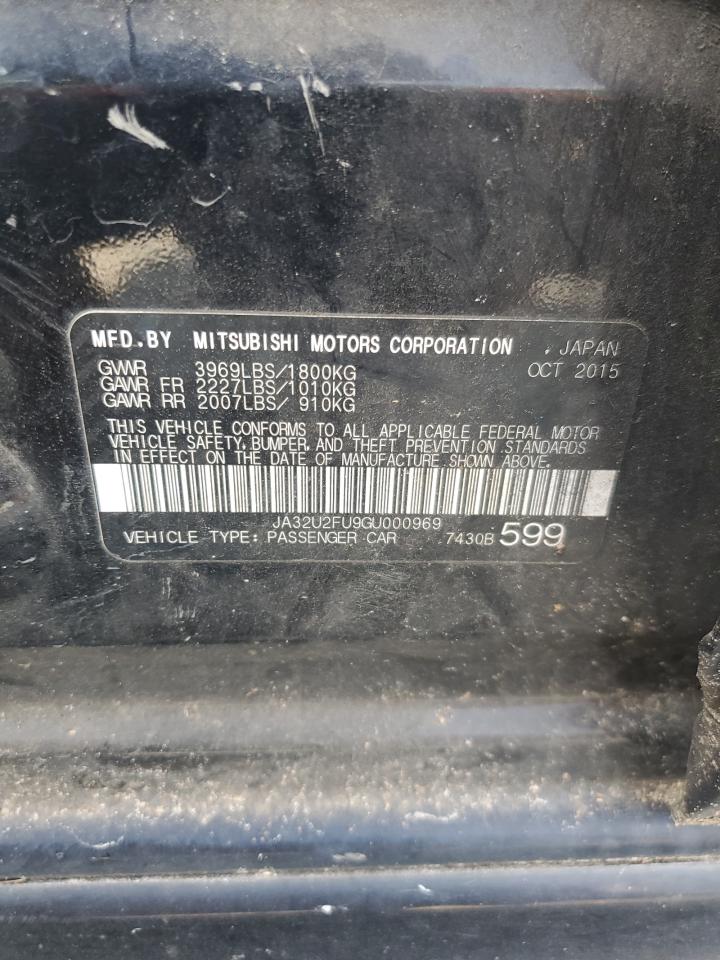 MFD.BY MITSUBISHI MOTORS CORPORATION JAPAN
GVWR 3969LBS/1800KG OCT 2015
GAWR FR 2227LBS/1010KG
GAWR RR 2007LBS/ 910KG
THIS VEHICLE CONFORMS TO ALL APPLICABLE FEDERAL MOTOR
VEHICLE SAFETY, BUMPER, AND THEFT PREVENTION STANDARDS
IN EFFECT ON THE DATE OF MANUFACTURE SHOWN ABOVE.
JA32U2FU9GU000969
VEHICLE TYPE: PASSENGER CAR 7430B 599